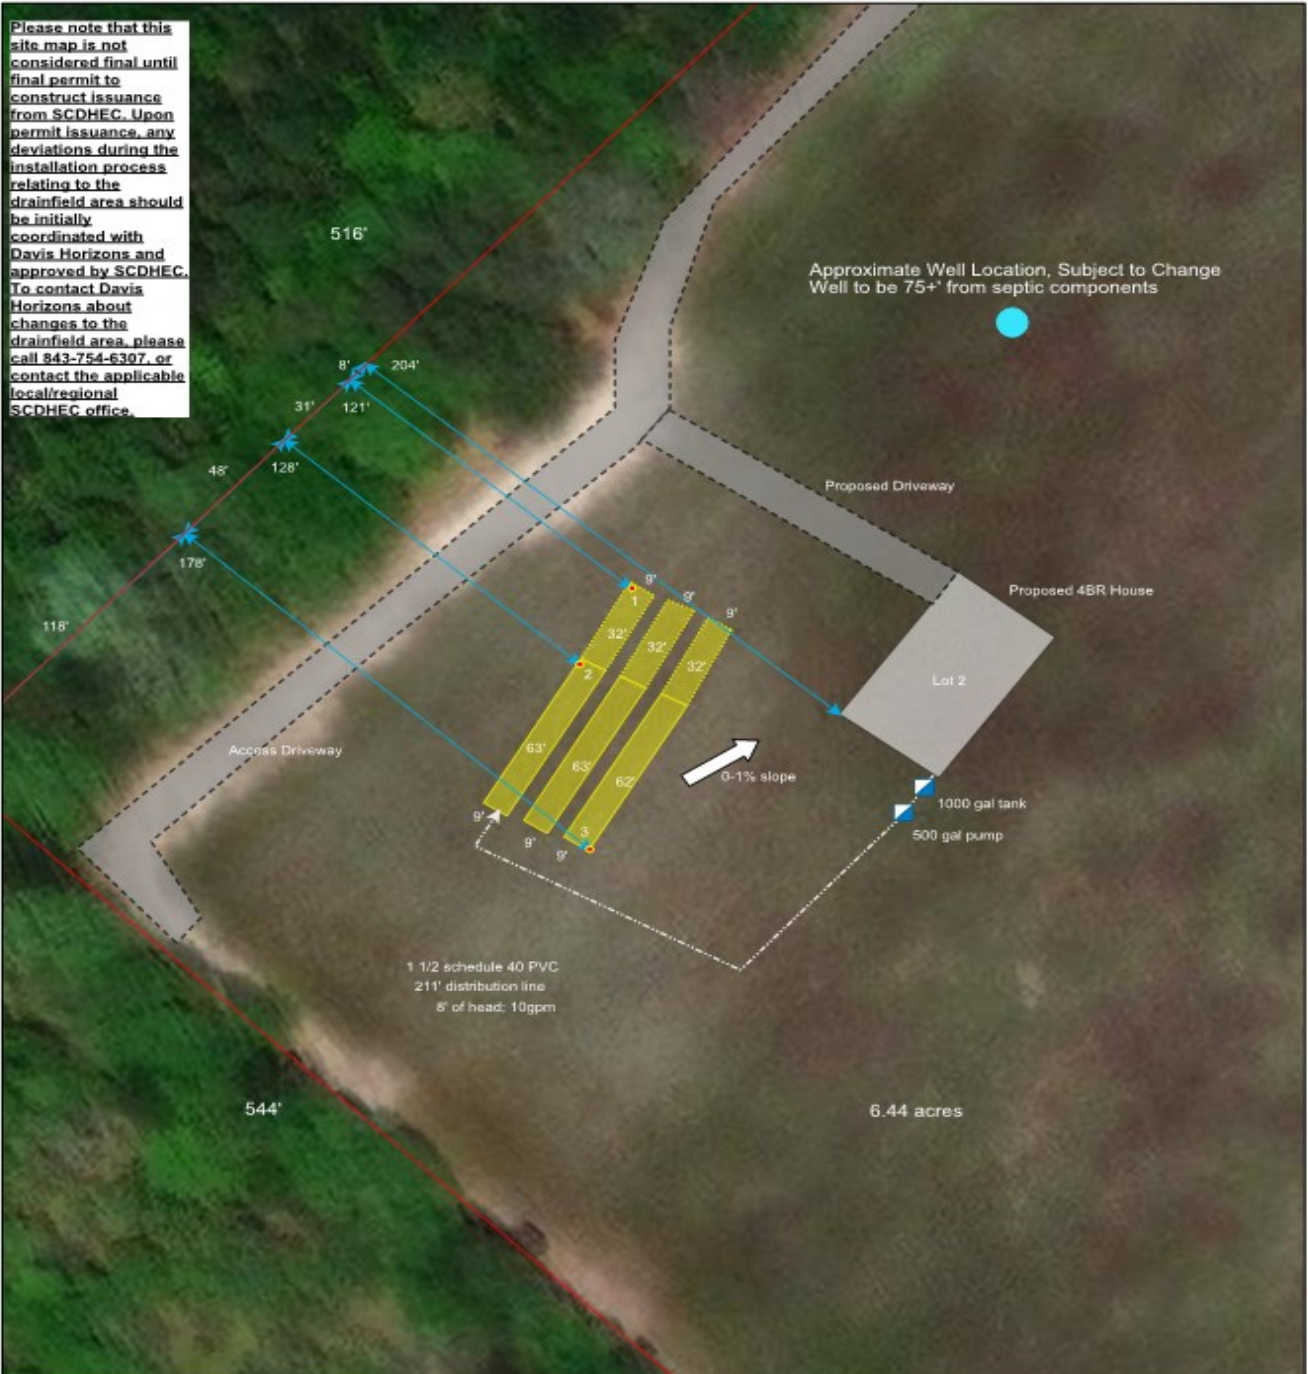 Please note that this
site map is not
considered final until
final permit to
construct issuance
from SCDHEC. Upon
permit issuance, any
deviations during the
installation process
relating to the
drainfield area should
be initially
coordinated with
Davis Horizons and
approved by SCDHEC.
To contact Davis
Horizons about
changes to the
drainfield area, please
call 843-754-6307, or
contact the applicable
local/regional
SCDHEC office.
516'
Approximate Well Location, Subject to Change
Well to be 75+' from septic components
8'
204'
31'
121'
48'
128'
178'
118'
Proposed Driveway
Proposed 4BR House
Lot 2
9'
9'
9'
1
32'
32'
32'
2
63'
63'
62'
3
9'
9'
9'
Access Driveway
0-1% slope
1000 gal tank
500 gal pump
1 1/2 schedule 40 PVC
211' distribution line
8' of head; 10gpm
544'
6.44 acres